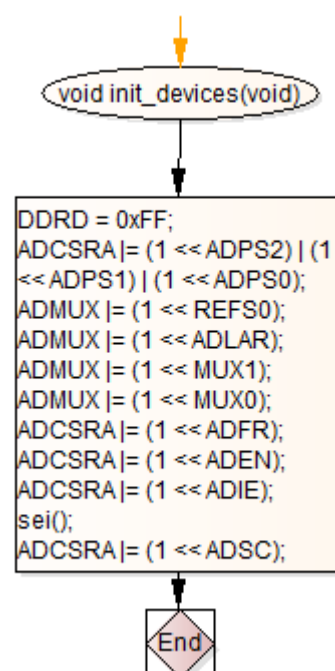 void init_devices(void)
DDRD = 0xFF;
ADCSRA |= (1 << ADPS2) | (1
<< ADPS1) | (1 << ADPS0);
ADMUX |= (1 << REFS0);
ADMUX |= (1 << ADLAR);
ADMUX |= (1 << MUX1);
ADMUX |= (1 << MUX0);
ADCSRA |= (1 << ADFR);
ADCSRA |= (1 << ADEN);
ADCSRA |= (1 << ADIE);
sei();
ADCSRA |= (1 << ADSC);
End